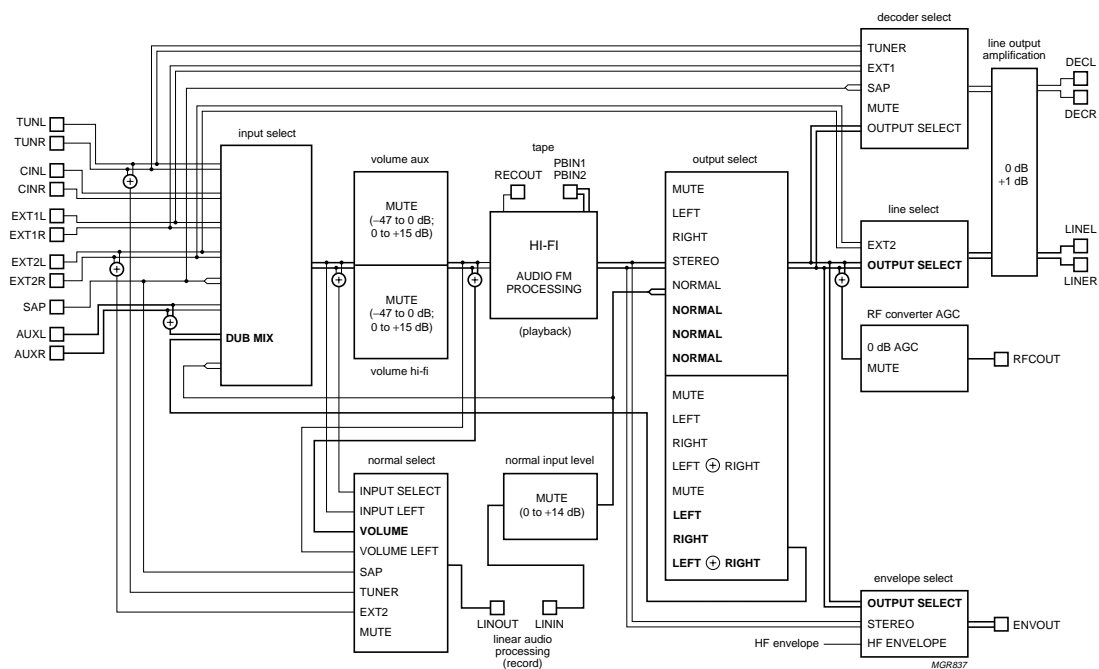 decoder select
TUNER
EXT1
SAP
MUTE
OUTPUT SELECT
line output
amplification
0 dB
+1 dB
DECL
DECR
TUNL
TUNR
CINL
CINR
EXT1L
EXT1R
EXT2L
EXT2R
SAP
AUXL
AUXR
input select
DUB MIX
volume aux
MUTE
(−47 to 0 dB;
0 to +15 dB)
MUTE
(−47 to 0 dB;
0 to +15 dB)
volume hi-fi
tape
RECOUT
PBIN1
PBIN2
HI-FI
AUDIO FM
PROCESSING
(playback)
output select
MUTE
LEFT
RIGHT
STEREO
NORMAL
NORMAL
NORMAL
NORMAL
MUTE
LEFT
RIGHT
LEFT + RIGHT
MUTE
LEFT
RIGHT
LEFT + RIGHT
line select
EXT2
OUTPUT SELECT
LINEL
LINER
RF converter AGC
0 dB AGC
MUTE
RFCOUT
normal select
INPUT SELECT
INPUT LEFT
VOLUME
VOLUME LEFT
SAP
TUNER
EXT2
MUTE
normal input level
MUTE
(0 to +14 dB)
LINOUT
LININ
linear audio
processing
(record)
envelope select
OUTPUT SELECT
STEREO
HF ENVELOPE
HF envelope
ENVOUT
MGR837